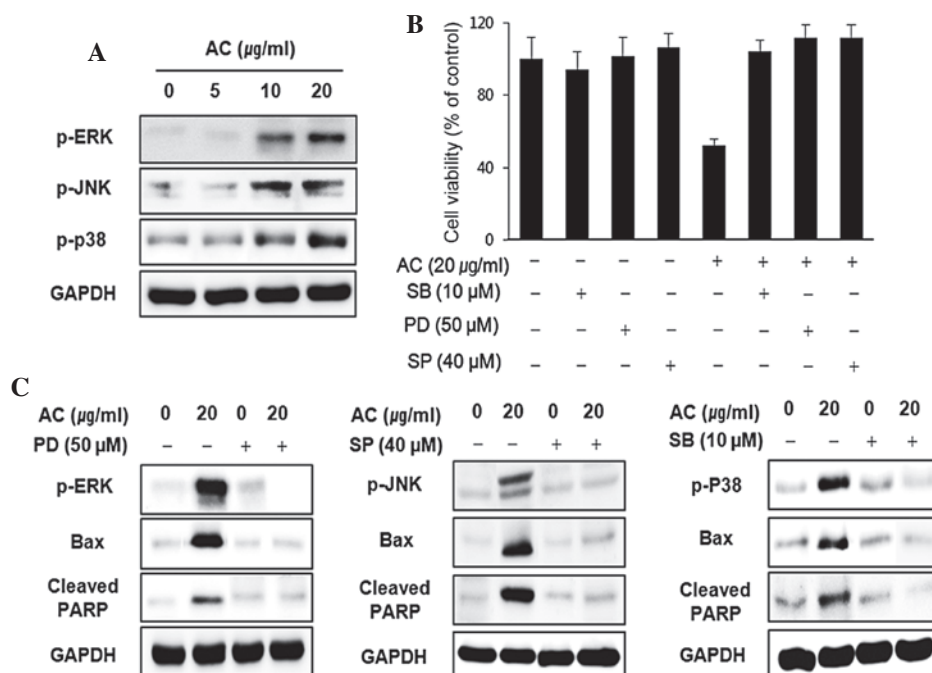 A
AC (µg/ml)
0 5 10 20
p-ERK
p-JNK
p-p38
GAPDH
B
Cell viability (% of control)
120
80
40
0
AC (20 µg/ml) – – – – + + + +
SB (10 µM) – + – – – + – –
PD (50 µM) – – + – – – + –
SP (40 µM) – – – + – – – +
C
AC (µg/ml) 0 20 0 20
PD (50 µM) – – + +
p-ERK
Bax
Cleaved
PARP
GAPDH
AC (µg/ml) 0 20 0 20
SP (40 µM) – – + +
p-JNK
Bax
Cleaved
PARP
GAPDH
AC (µg/ml) 0 20 0 20
SB (10 µM) – – + +
p-P38
Bax
Cleaved
PARP
GAPDH